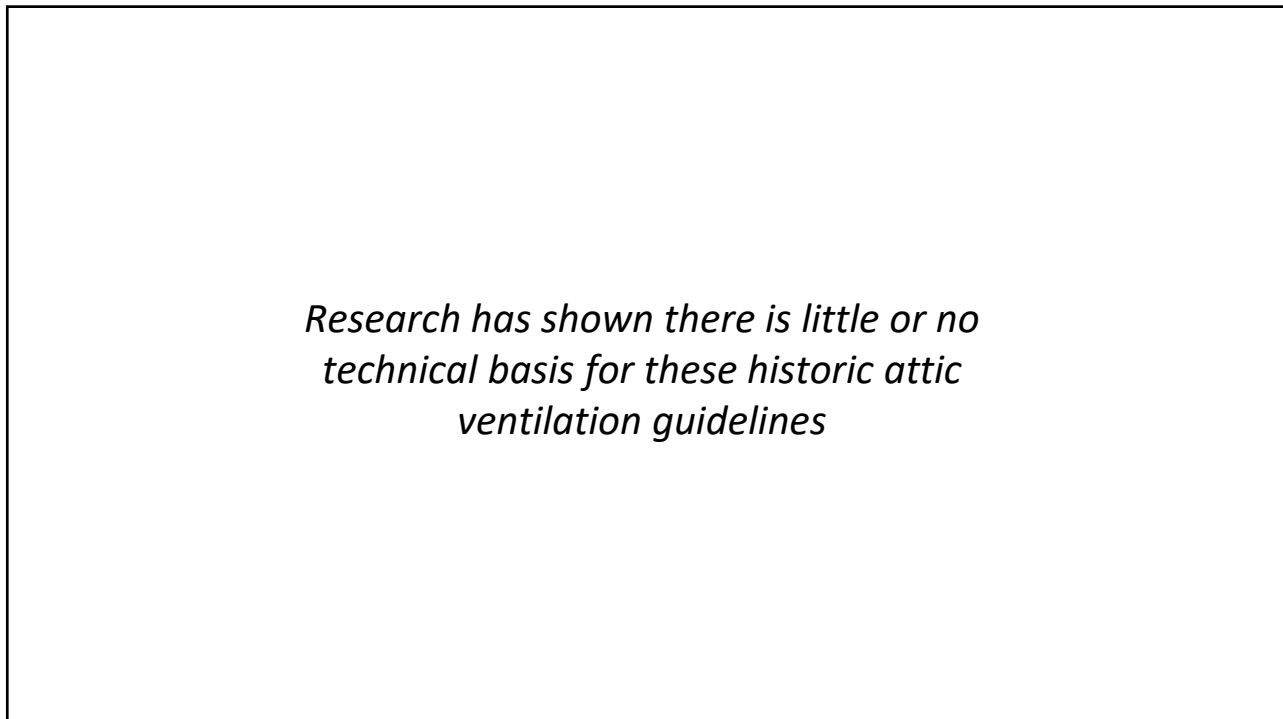 Research has shown there is little or no
technical basis for these historic attic
ventilation guidelines